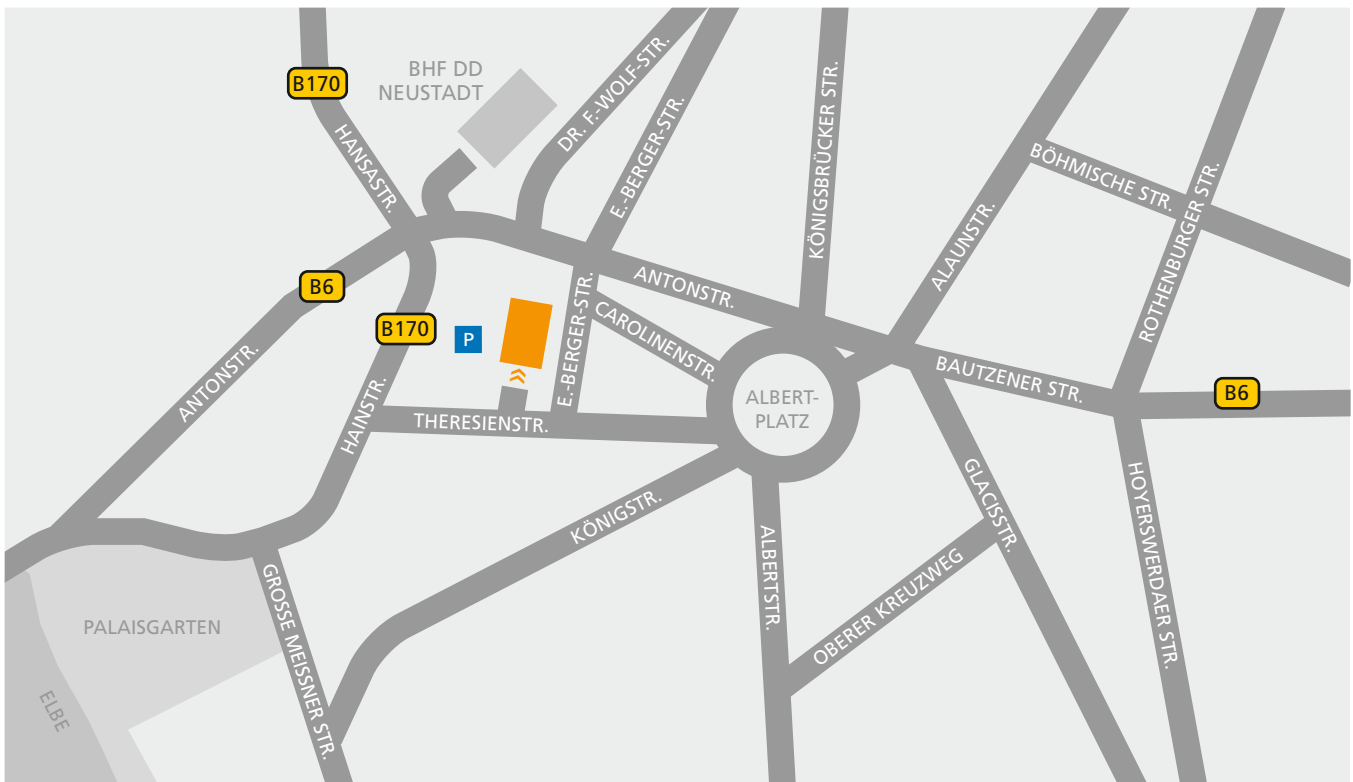 BHF DD
NEUSTADT
B170
HANSASTR.
DR. F.-WOLF-STR.
E.-BERGER-STR.
KÖNIGSBRÜCKER STR.
ALAUNSTR.
BÖHMISCHE STR.
ROTHENBURGER STR.
B6
ANTONSTR.
B170
P
E.-BERGER-STR.
CAROLINENSTR.
ANTONSTR.
HAINSTR.
THERESIENSTR.
ALBERT-
PLATZ
BAUTZENER STR.
B6
KÖNIGSTR.
ALBERTSTR.
GLACISSTR.
OBERER KREUZWEG
HOYERSWERDAER STR.
GROSSE MEISSNER STR.
PALAISGARTEN
ELBE